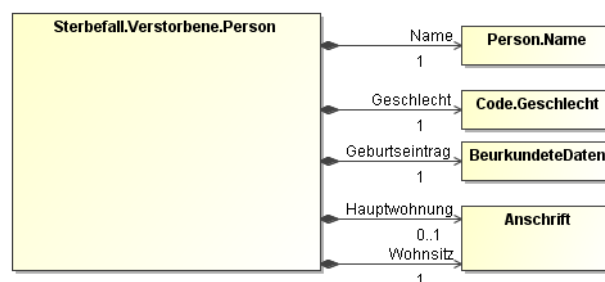 Sterbefall.Verstorbene.Person
Name
1
Person.Name
Geschlecht
1
Code.Geschlecht
Geburtseintrag
1
BeurkundeteDaten
Hauptwohnung
0..1
Anschrift
Wohnsitz
1